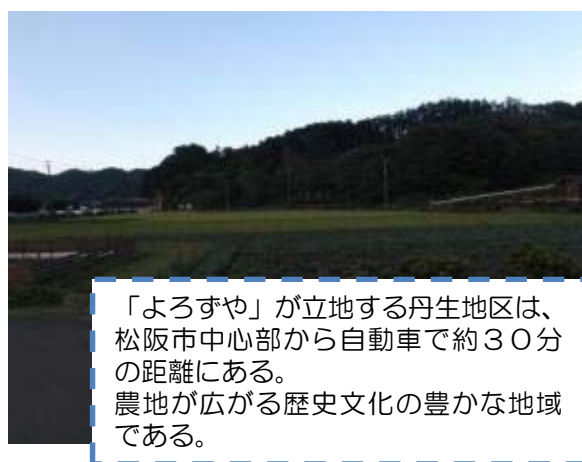 「よろずや」が立地する丹生地区は、
松阪市中心部から自動車で約３０分
の距離にある。
農地が広がる歴史文化の豊かな地域
である。